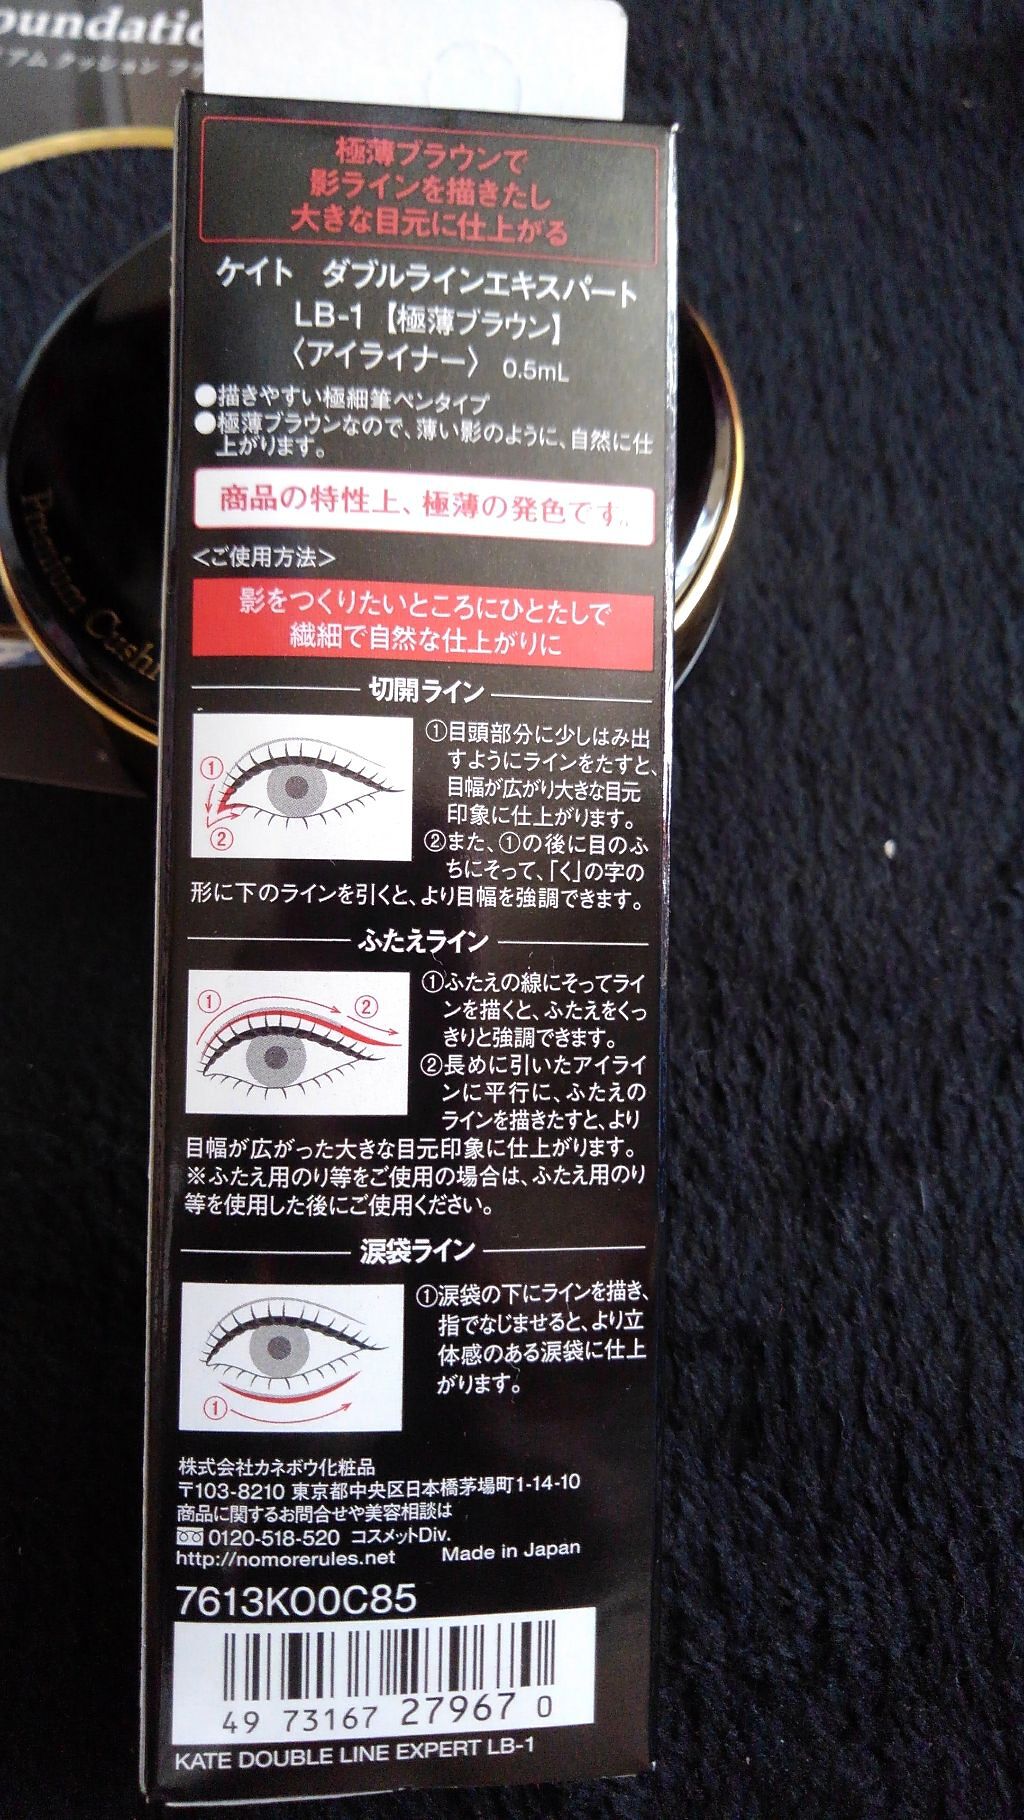 oundatio
アム クッション ファ
Premium Cush
極薄ブラウンで
影ラインを描きたし
大きな目元に仕上がる
ケイト ダブルラインエキスパート
LB-1【極薄ブラウン】
〈アイライナー〉 0.5mL
●描きやすい極細筆ペンタイプ
●極薄ブラウンなので、薄い影のように、自然に仕
上がります。
商品の特性上、極薄の発色です。
<ご使用方法>
影をつくりたいところにひとたしで
繊細で自然な仕上がりに
切開ライン
①
②
①目頭部分に少しはみ出
すようにラインをたすと、
目幅が広がり大きな目元
印象に仕上がります。
②また、①の後に目のふ
ちにそって、「く」の字の
形に下のラインを引くと、より目幅を強調できます。
ふたえライン
① ②
①ふたえの線にそってライ
ンを描くと、ふたえをくっ
きりと強調できます。
②長めに引いたアイライ
ンに平行に、ふたえの
ラインを描きたすと、より
目幅が広がった大きな目元印象に仕上がります。
※ふたえ用のり等をご使用の場合は、ふたえ用のり
等を使用した後にご使用ください。
涙袋ライン
①
①涙袋の下にラインを描き、
指でなじませると、より立
体感のある涙袋に仕上
がります。
株式会社カネボウ化粧品
〒103-8210 東京都中央区日本橋茅場町1-14-10
商品に関するお問合せや美容相談は
0120-518-520 コスメットDiv.
http://nomorerules.net Made in Japan
7613K00C85
49 73167 27967 0
KATE DOUBLE LINE EXPERT LB-1